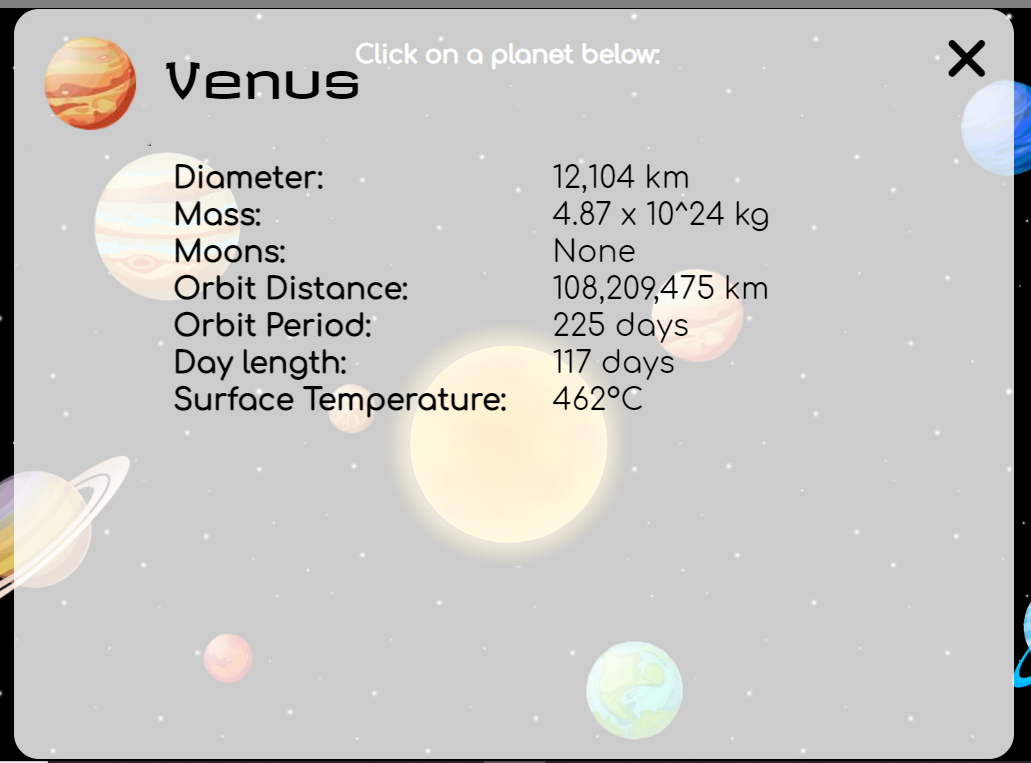 Click on a planet below:
Venus
Diameter: 12,104 km
Mass: 4.87 x 10^24 kg
Moons: None
Orbit Distance: 108,209,475 km
Orbit Period: 225 days
Day length: 117 days
Surface Temperature: 462°C